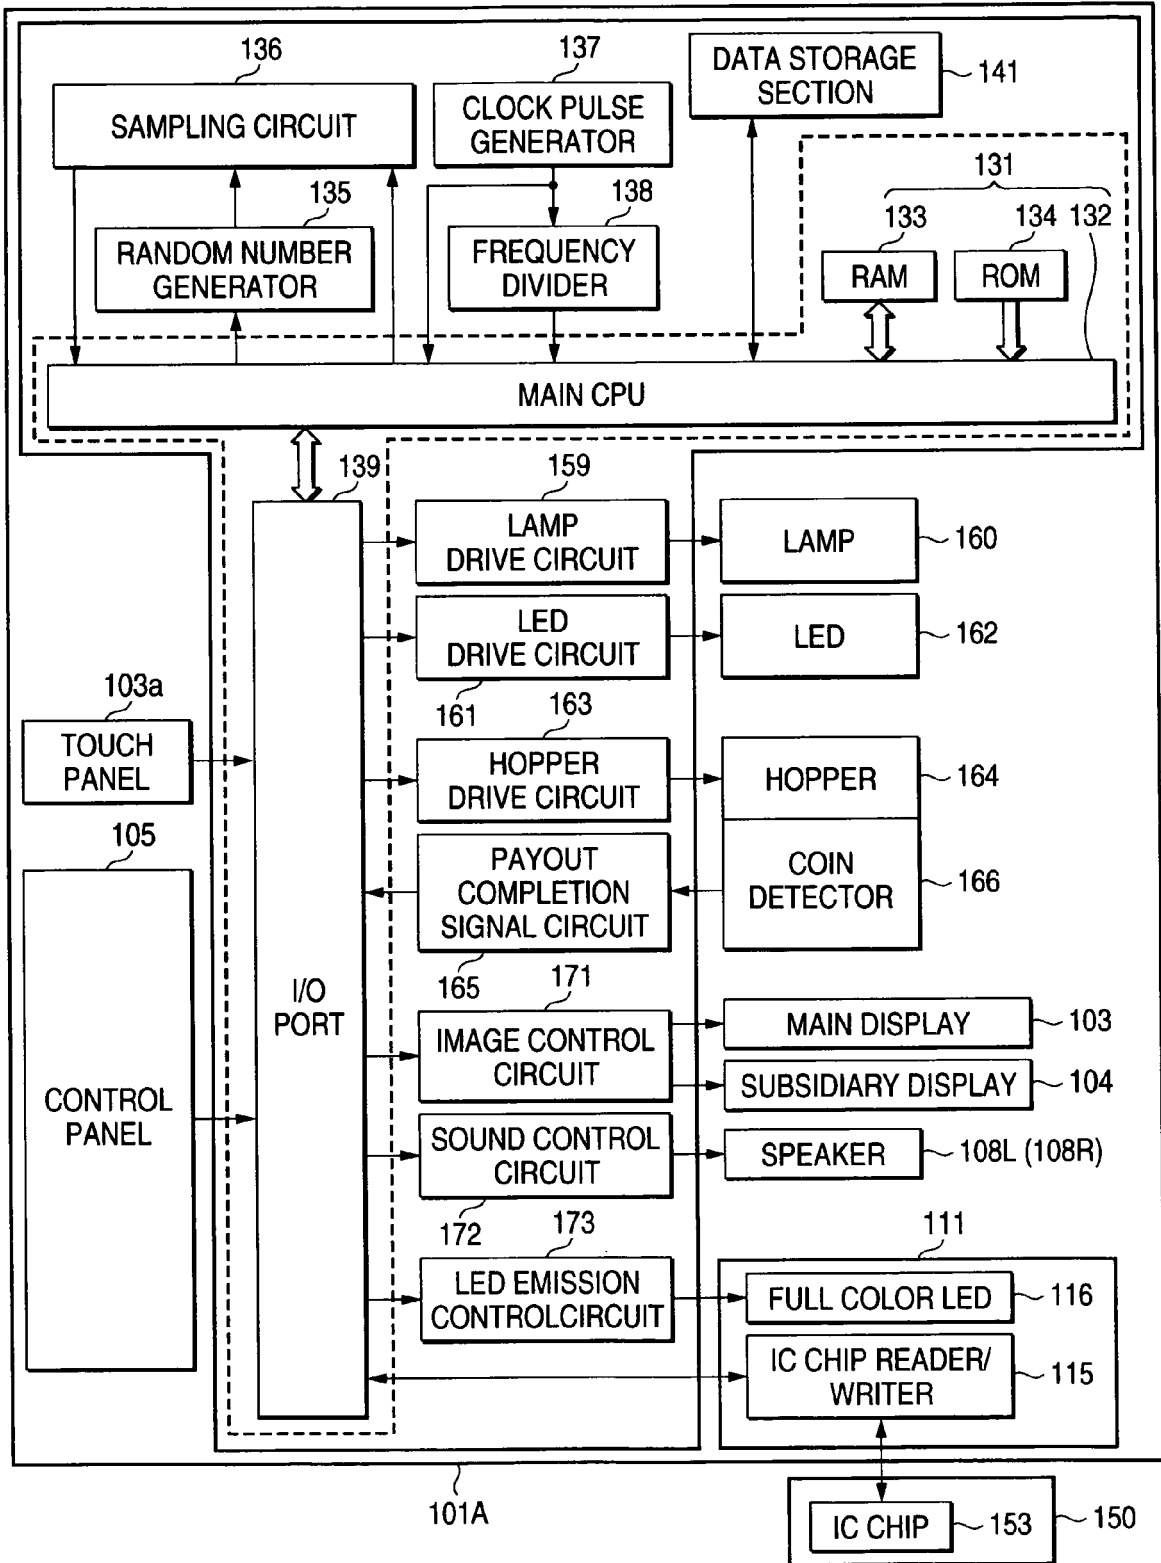 136
137
DATA STORAGE
SECTION
141
SAMPLING CIRCUIT
CLOCK PULSE
GENERATOR
131
135
138
133
134
132
RANDOM NUMBER
GENERATOR
FREQUENCY
DIVIDER
RAM
ROM
MAIN CPU
139
159
LAMP
DRIVE CIRCUIT
LAMP
160
LED
DRIVE CIRCUIT
LED
162
161
103a
163
TOUCH
PANEL
HOPPER
DRIVE CIRCUIT
HOPPER
164
105
PAYOUT
COMPLETION
SIGNAL CIRCUIT
COIN
DETECTOR
166
165
171
I/O
PORT
IMAGE CONTROL
CIRCUIT
MAIN DISPLAY
103
SUBSIDIARY DISPLAY
104
CONTROL
PANEL
SOUND CONTROL
CIRCUIT
SPEAKER
108L (108R)
172
173
111
LED EMISSION
CONTROLCIRCUIT
FULL COLOR LED
116
IC CHIP READER/
WRITER
115
101A
IC CHIP
153
150